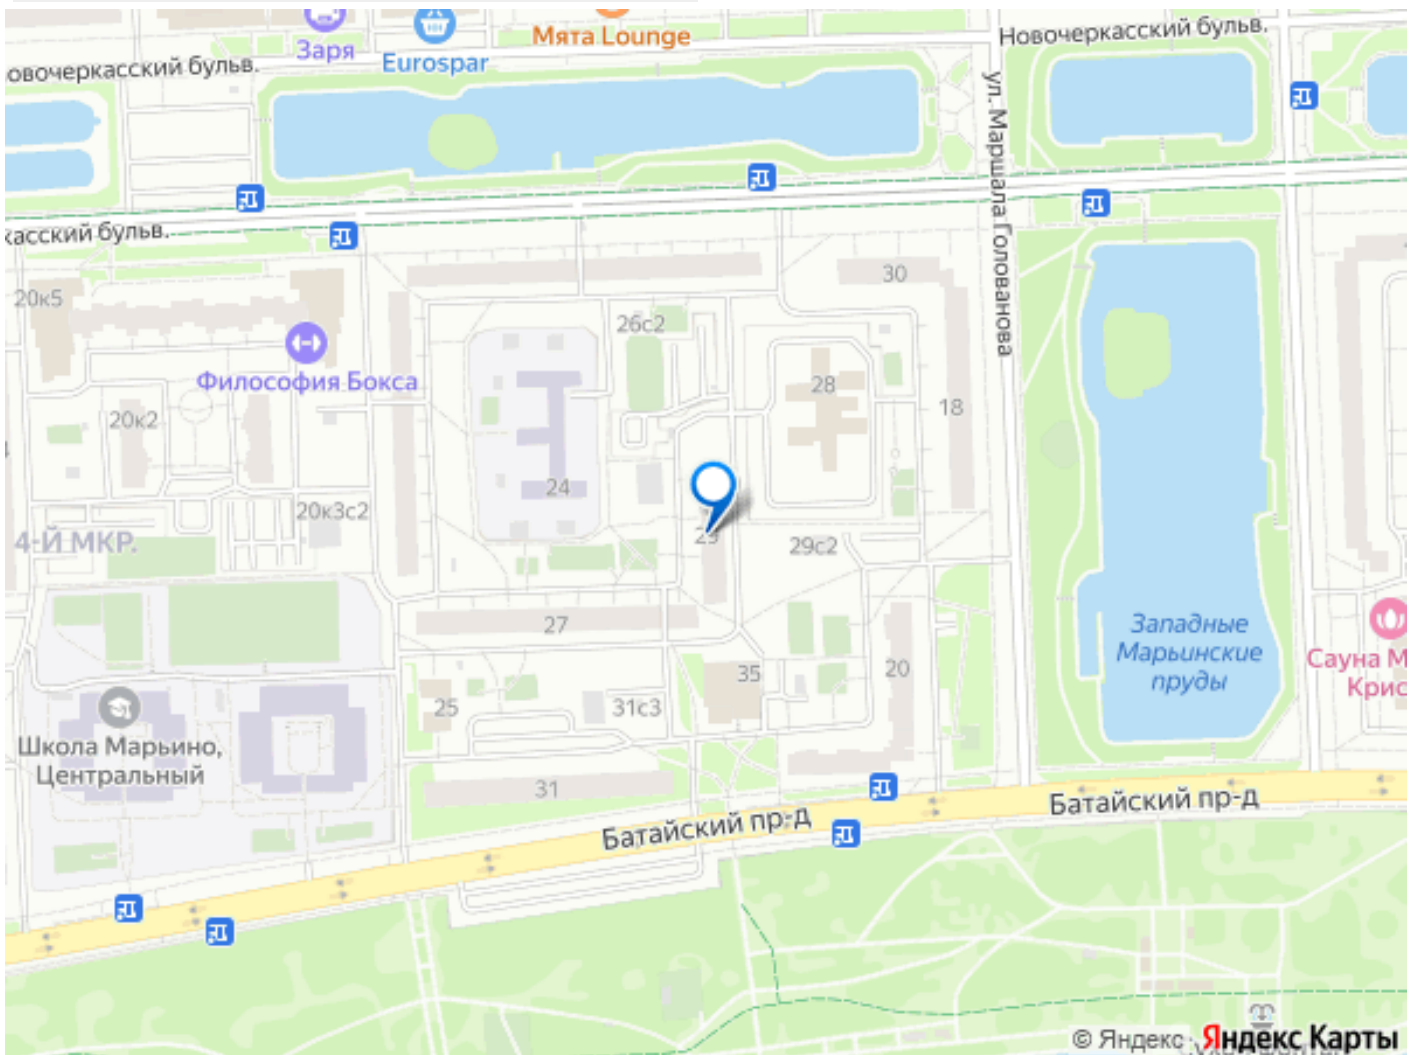 Заря
Eurospar
Мята Lounge
Новочеркасский бульв.
овочеркасский бульв.
ул. Маршала Голованова
касский бульв.
20к5
30
26с2
Философия Бокса
28
20к2
18
24
20к3с2
4-Й МКР.
29с2
27
Западные
Марьинские
пруды
Сауна М
Крис
35
20
25
31с3
Школа Марьино,
Центральный
31
Батайский пр-д
Батайский пр-д
© Яндекс Яндекс Карты